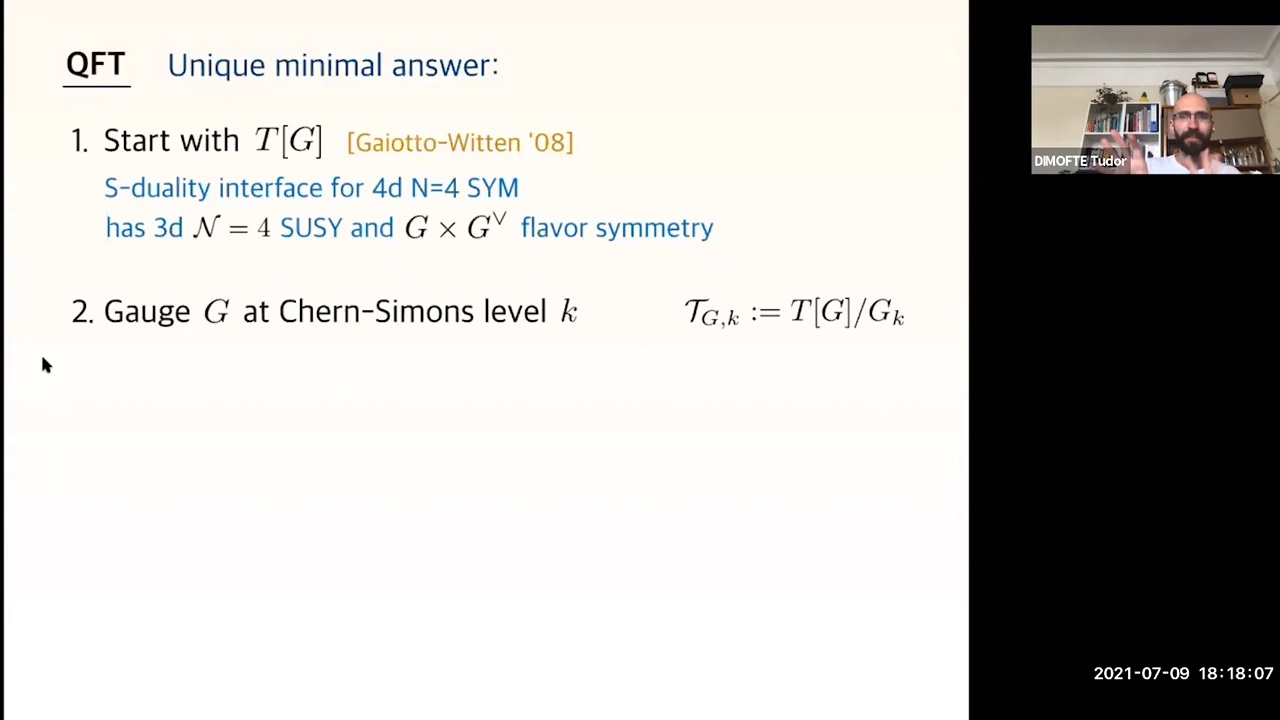 QFT Unique minimal answer:
1. Start with T[G] [Gaiotto-Witten '08]
S-duality interface for 4d N=4 SYM
has 3d 𝒩 = 4 SUSY and G × G^∨ flavor symmetry
2. Gauge G at Chern-Simons level k 𝒯_{G,k} := T[G]/G_k
DIMOFTE Tudor
2021-07-09 18:18:07